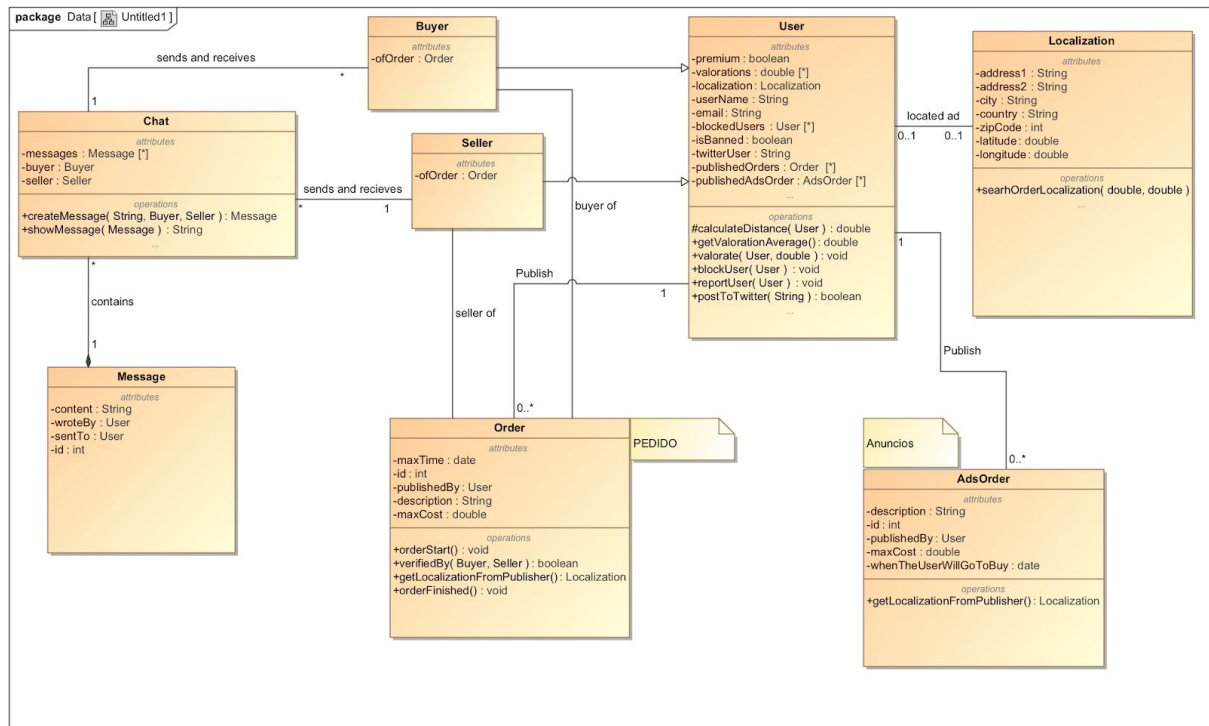 package Data [ Untitled1 ]
Buyer
attributes
-ofOrder : Order
sends and receives
*
1
Chat
attributes
-messages : Message [*]
-buyer : Buyer
-seller : Seller
operations
+createMessage( String, Buyer, Seller ) : Message
+showMessage( Message ) : String
...
Seller
attributes
-ofOrder : Order
sends and recieves
*
1
User
attributes
-premium : boolean
-valorations : double [*]
-localization : Localization
-userName : String
-email : String
-blockedUsers : User [*]
-isBanned : boolean
-twitterUser : String
-publishedOrders : Order [*]
-publishedAdsOrder : AdsOrder [*]
...
operations
#calculateDistance( User ) : double
+getValorationAverage() : double
+valorate( User, double ) : void
+blockUser( User ) : void
+reportUser( User ) : void
+postToTwitter( String ) : boolean
...
located ad
0..1
0..1
Localization
attributes
-address1 : String
-address2 : String
-city : String
-country : String
-zipCode : int
-latitude : double
-longitude : double
operations
+searhOrderLocalization( double, double )
...
*
contains
1
Message
attributes
-content : String
-wroteBy : User
-sentTo : User
-id : int
seller of
buyer of
Publish
1
0..*
Order
attributes
-maxTime : date
-id : int
-publishedBy : User
-description : String
-maxCost : double
operations
+orderStart() : void
+verifiedBy( Buyer, Seller ) : boolean
+getLocalizationFromPublisher() : Localization
+orderFinished() : void
PEDIDO
1
Publish
0..*
Anuncios
AdsOrder
attributes
-description : String
-id : int
-publishedBy : User
-maxCost : double
-whenTheUserWillGoToBuy : date
operations
+getLocalizationFromPublisher() : Localization